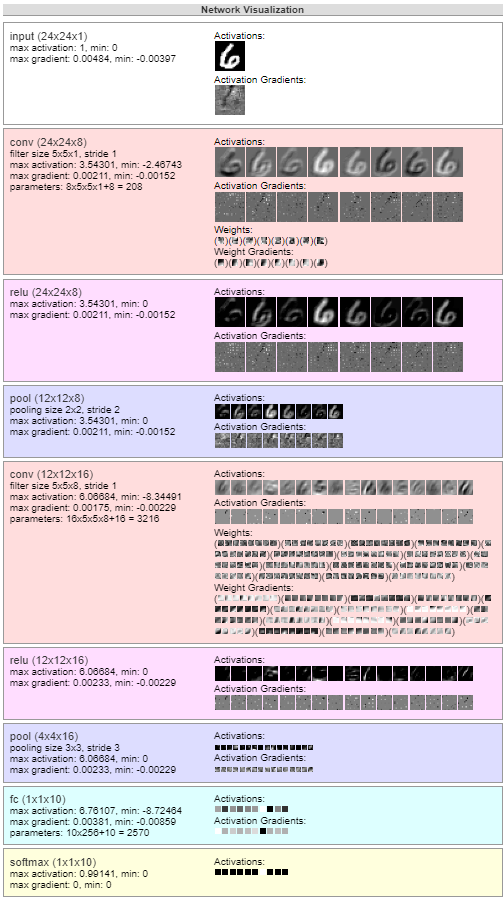 Network Visualization
input (24x24x1)
max activation: 1, min: 0
max gradient: 0.00484, min: -0.00397
Activations:
Activation Gradients:
conv (24x24x8)
filter size 5x5x1, stride 1
max activation: 3.54301, min: -2.46743
max gradient: 0.00211, min: -0.00152
parameters: 8x5x5x1+8 = 208
Activations:
Activation Gradients:
Weights:
()()()()()()()()
Weight Gradients:
()()()()()()()()
relu (24x24x8)
max activation: 3.54301, min: 0
max gradient: 0.00211, min: -0.00152
Activations:
Activation Gradients:
pool (12x12x8)
pooling size 2x2, stride 2
max activation: 3.54301, min: 0
max gradient: 0.00211, min: -0.00152
Activations:
Activation Gradients:
conv (12x12x16)
filter size 5x5x8, stride 1
max activation: 6.06684, min: -8.34491
max gradient: 0.00175, min: -0.00229
parameters: 16x5x5x8+16 = 3216
Activations:
Activation Gradients:
Weights:
Weight Gradients:
relu (12x12x16)
max activation: 6.06684, min: 0
max gradient: 0.00233, min: -0.00229
Activations:
Activation Gradients:
pool (4x4x16)
pooling size 3x3, stride 3
max activation: 6.06684, min: 0
max gradient: 0.00233, min: -0.00229
Activations:
Activation Gradients:
fc (1x1x10)
max activation: 6.76107, min: -8.72464
max gradient: 0.00381, min: -0.00859
parameters: 10x256+10 = 2570
Activations:
Activation Gradients:
softmax (1x1x10)
max activation: 0.99141, min: 0
max gradient: 0, min: 0
Activations: